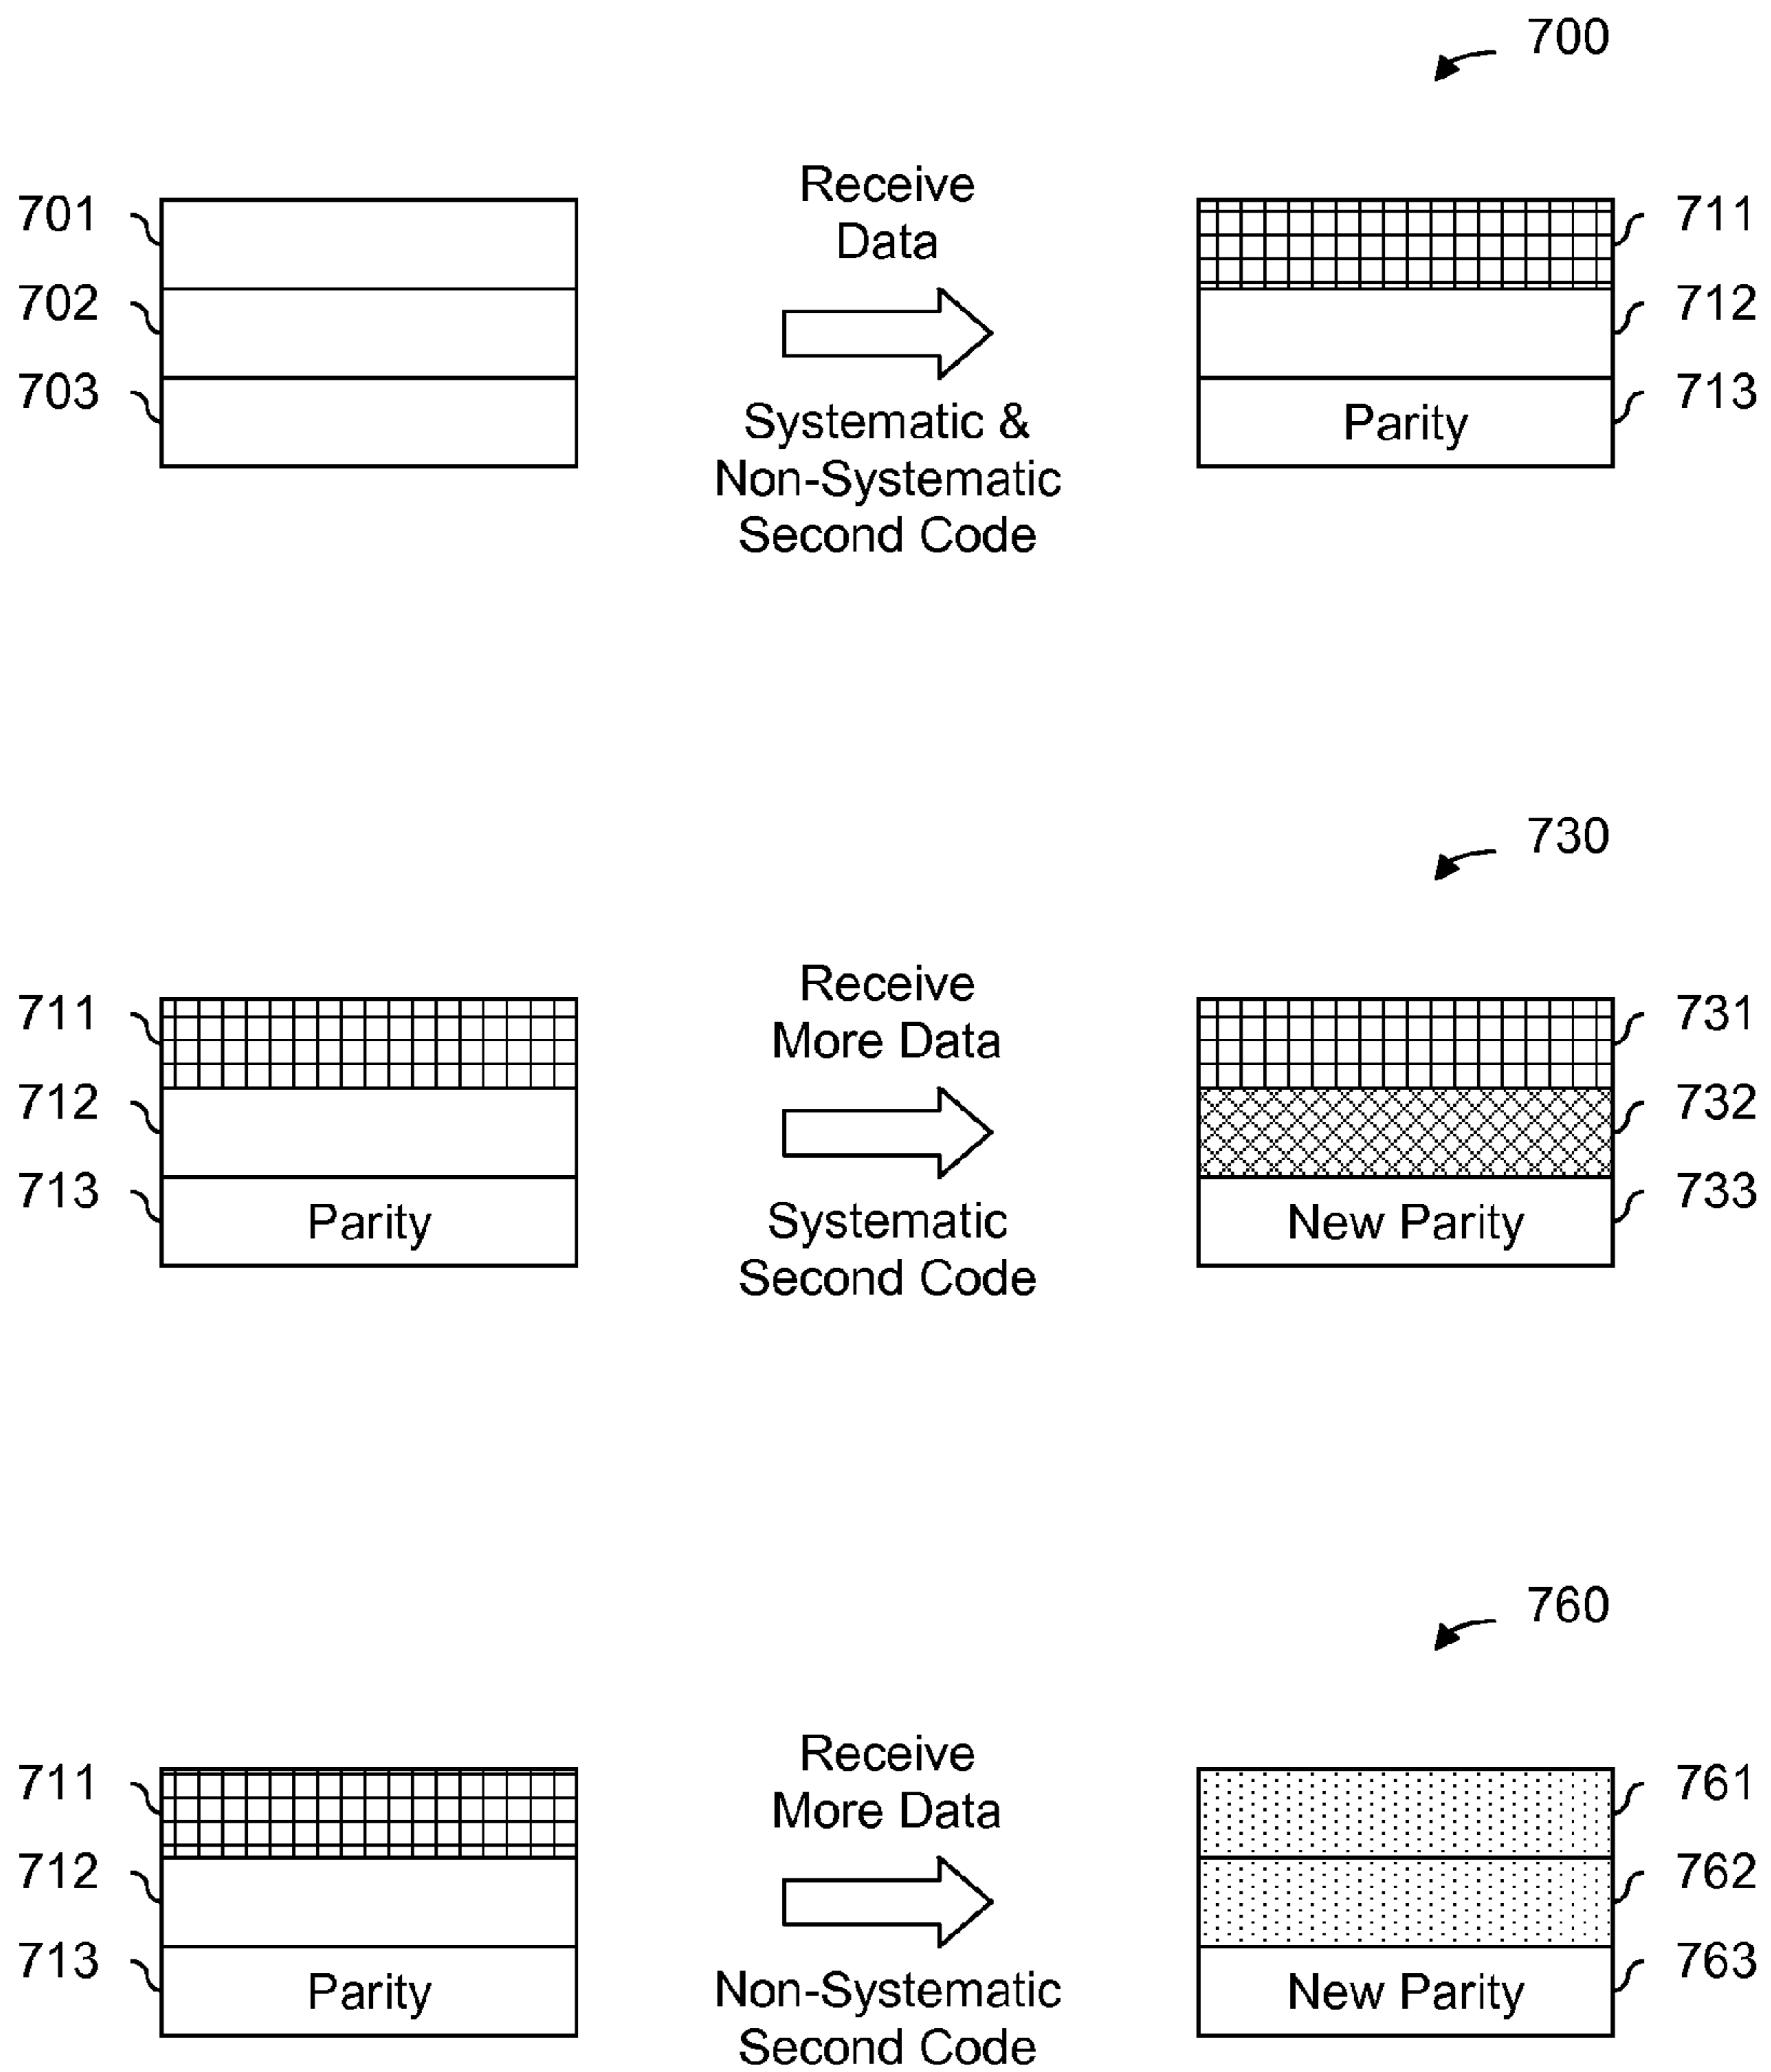 700
701
702
703
Receive
Data
Systematic &
Non-Systematic
Second Code
711
712
Parity
713
730
711
712
713
Parity
Receive
More Data
Systematic
Second Code
731
732
New Parity
733
760
711
712
713
Parity
Receive
More Data
Non-Systematic
Second Code
761
762
New Parity
763